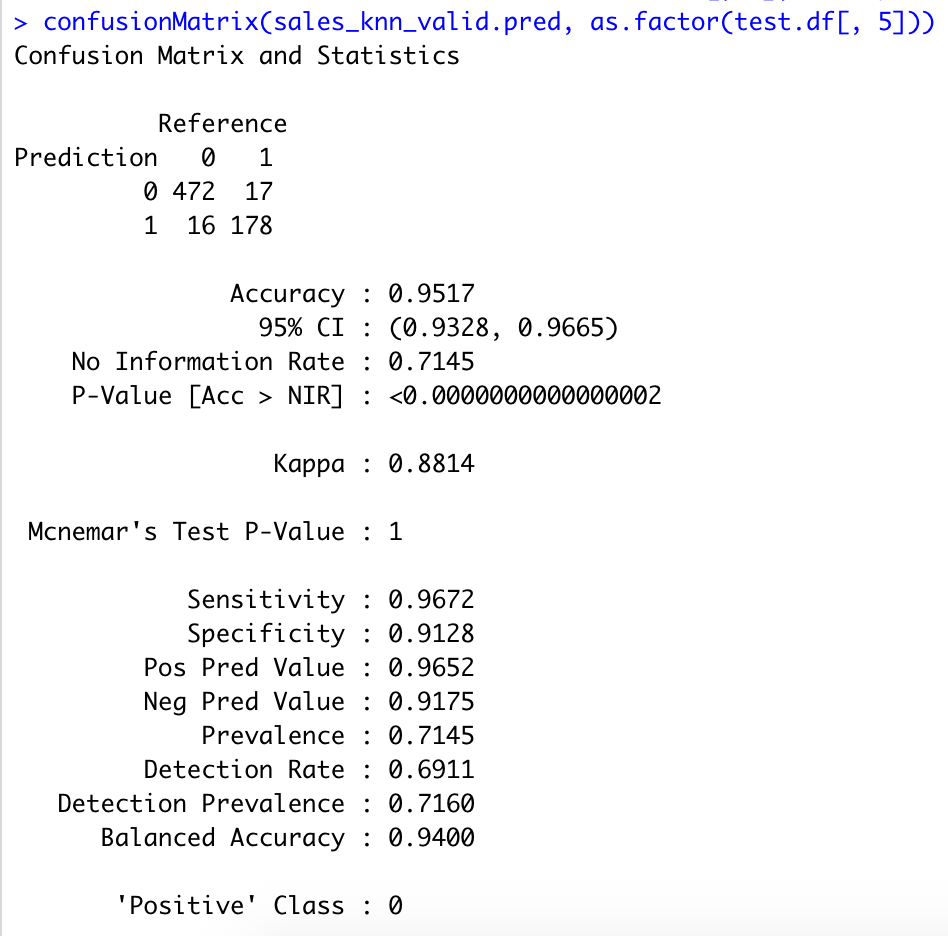 > confusionMatrix(sales_knn_valid.pred, as.factor(test.df[, 5]))
Confusion Matrix and Statistics

          Reference
Prediction   0   1
         0 472  17
         1  16 178

               Accuracy : 0.9517
                 95% CI : (0.9328, 0.9665)
    No Information Rate : 0.7145
    P-Value [Acc > NIR] : <0.0000000000000002

                  Kappa : 0.8814

 Mcnemar's Test P-Value : 1

            Sensitivity : 0.9672
            Specificity : 0.9128
         Pos Pred Value : 0.9652
         Neg Pred Value : 0.9175
             Prevalence : 0.7145
         Detection Rate : 0.6911
   Detection Prevalence : 0.7160
      Balanced Accuracy : 0.9400

       'Positive' Class : 0